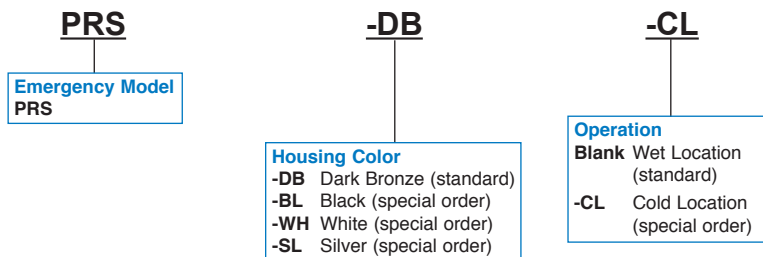 PRS -DB -CL
Emergency Model
PRS
Housing Color
-DB Dark Bronze (standard)
-BL Black (special order)
-WH White (special order)
-SL Silver (special order)
Operation
Blank Wet Location
(standard)
-CL Cold Location
(special order)